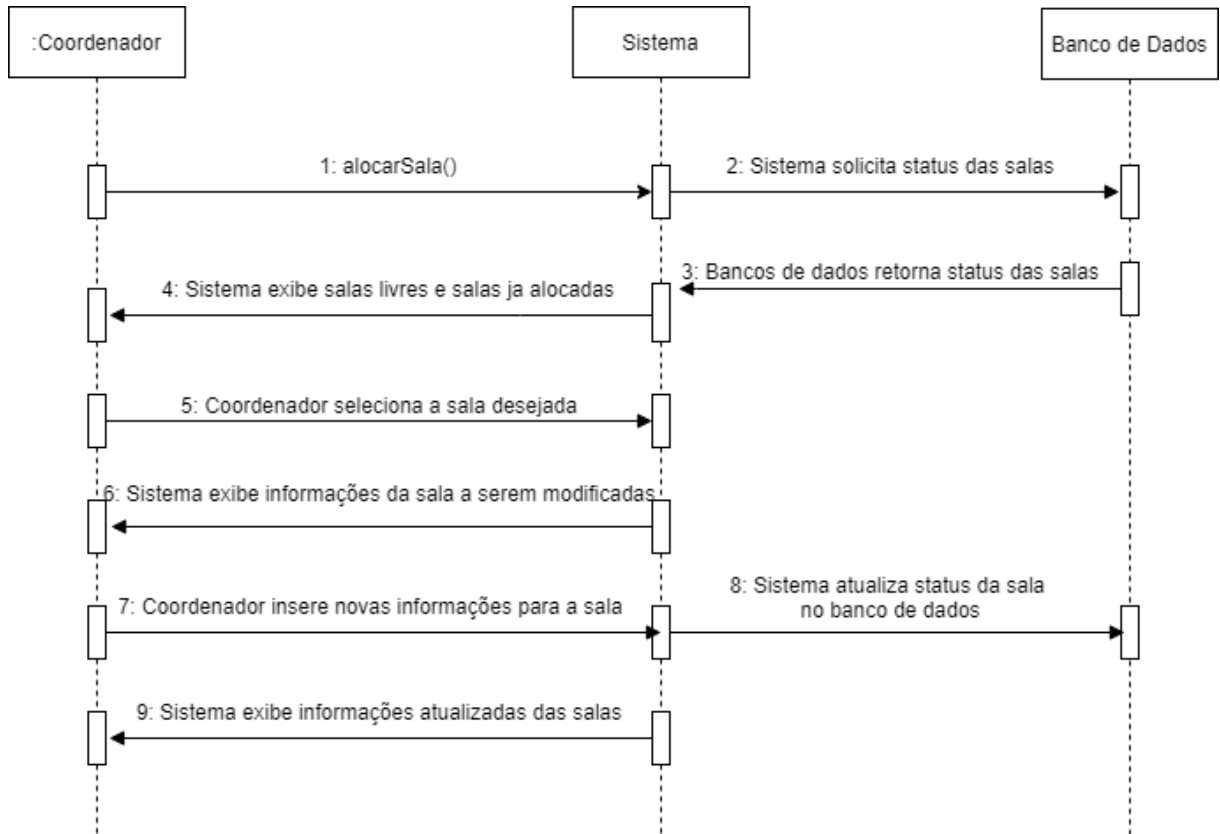 :Coordenador
Sistema
Banco de Dados
1: alocarSala()
2: Sistema solicita status das salas
3: Bancos de dados retorna status das salas
4: Sistema exibe salas livres e salas ja alocadas
5: Coordenador seleciona a sala desejada
6: Sistema exibe informações da sala a serem modificadas
7: Coordenador insere novas informações para a sala
8: Sistema atualiza status da sala
no banco de dados
9: Sistema exibe informações atualizadas das salas